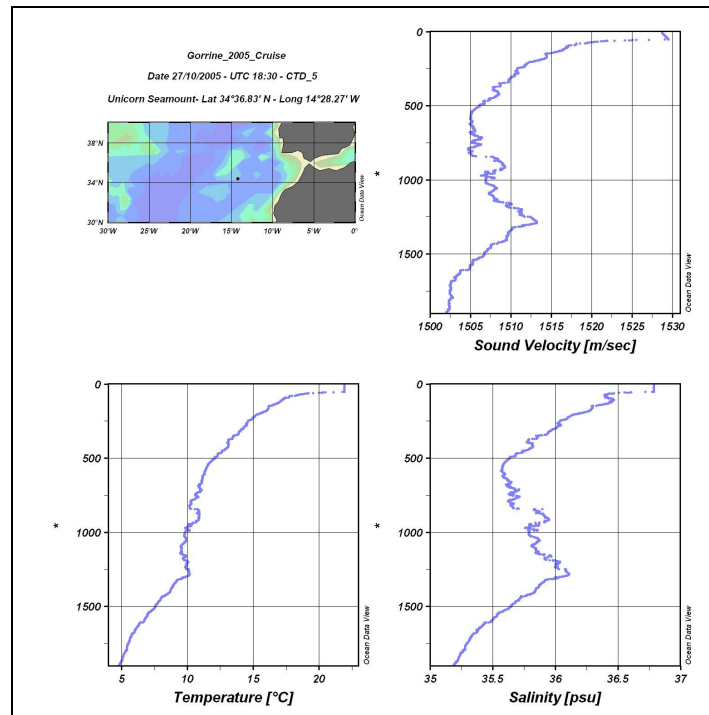 Gorrine_2005_Cruise
Date 27/10/2005 - UTC 18:30 - CTD_5
Unicorn Seamount- Lat 34°36.83' N - Long 14°28.27' W
38°N
34°N
30°N
30°W 25°W 20°W 15°W 10°W 5°W 0°
Ocean Data View
0
500
*
1000
1500
1500 1505 1510 1515 1520 1525 1530
Sound Velocity [m/sec]
Ocean Data View
0
500
*
1000
1500
5 10 15 20
Temperature [°C]
Ocean Data View
0
500
*
1000
1500
35 35.5 36 36.5 37
Salinity [psu]
Ocean Data View